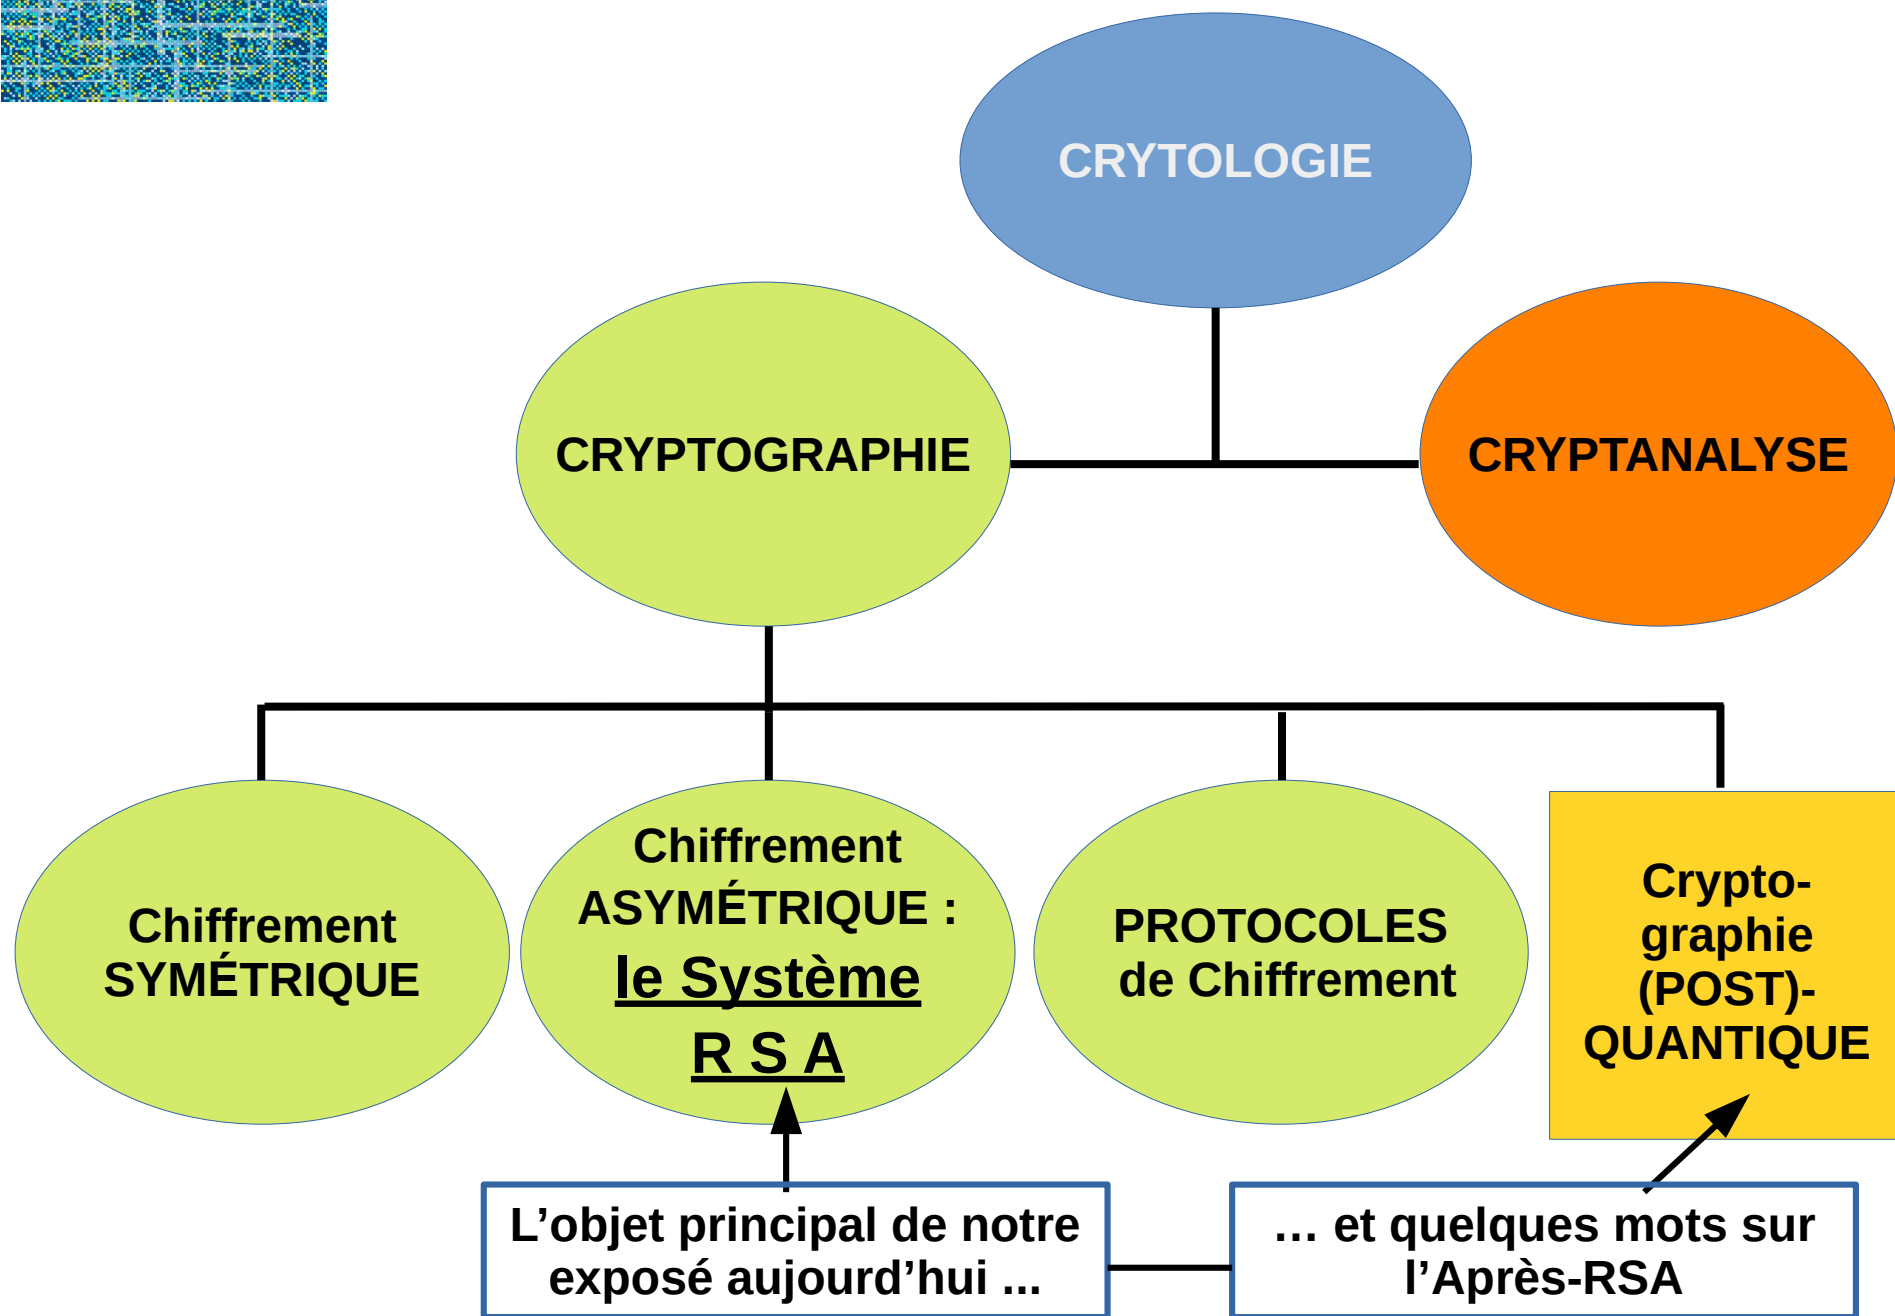 CRYTOLOGIE
CRYPTOGRAPHIE
CRYPTANALYSE
Chiffrement
SYMÉTRIQUE
Chiffrement
ASYMÉTRIQUE :
le Système
R S A
PROTOCOLES
de Chiffrement
Crypto-
graphie
(POST)-
QUANTIQUE
L’objet principal de notre
exposé aujourd’hui ...
… et quelques mots sur
l’Après-RSA